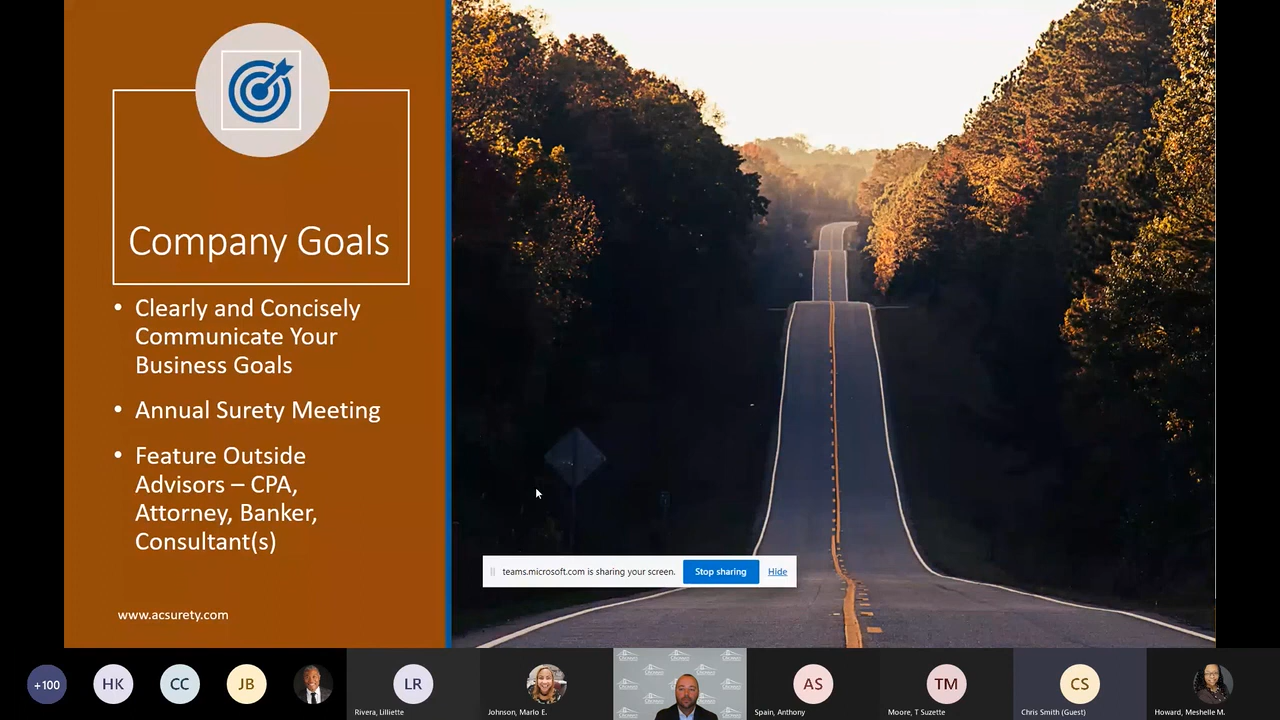 Company Goals
• Clearly and Concisely
Communicate Your
Business Goals
• Annual Surety Meeting
• Feature Outside
Advisors – CPA,
Attorney, Banker,
Consultant(s)
www.acsurety.com
teams.microsoft.com is sharing your screen.
Stop sharing
Hide
+100
HK
CC
JB
LR
Rivera, Lilliette
Johnson, Marlo E.
AS
Spain, Anthony
TM
Moore, T Suzette
CS
Chris Smith (Guest)
Howard, Meshelle M.